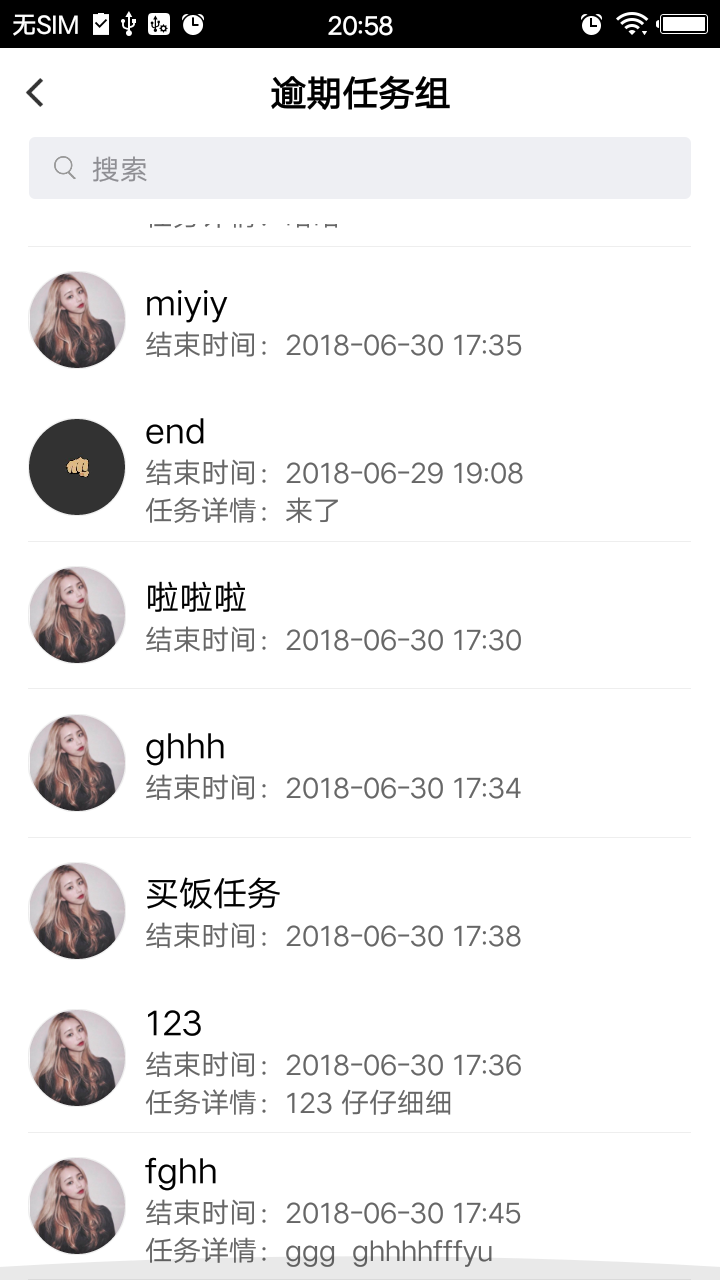 无SIM 20:58
逾期任务组
搜索
miyiy
结束时间：2018-06-30 17:35
end
结束时间：2018-06-29 19:08
任务详情：来了
啦啦啦
结束时间：2018-06-30 17:30
ghhh
结束时间：2018-06-30 17:34
买饭任务
结束时间：2018-06-30 17:38
123
结束时间：2018-06-30 17:36
任务详情：123 仔仔细细
fghh
结束时间：2018-06-30 17:45
任务详情：ggg  ghhhhfffyu